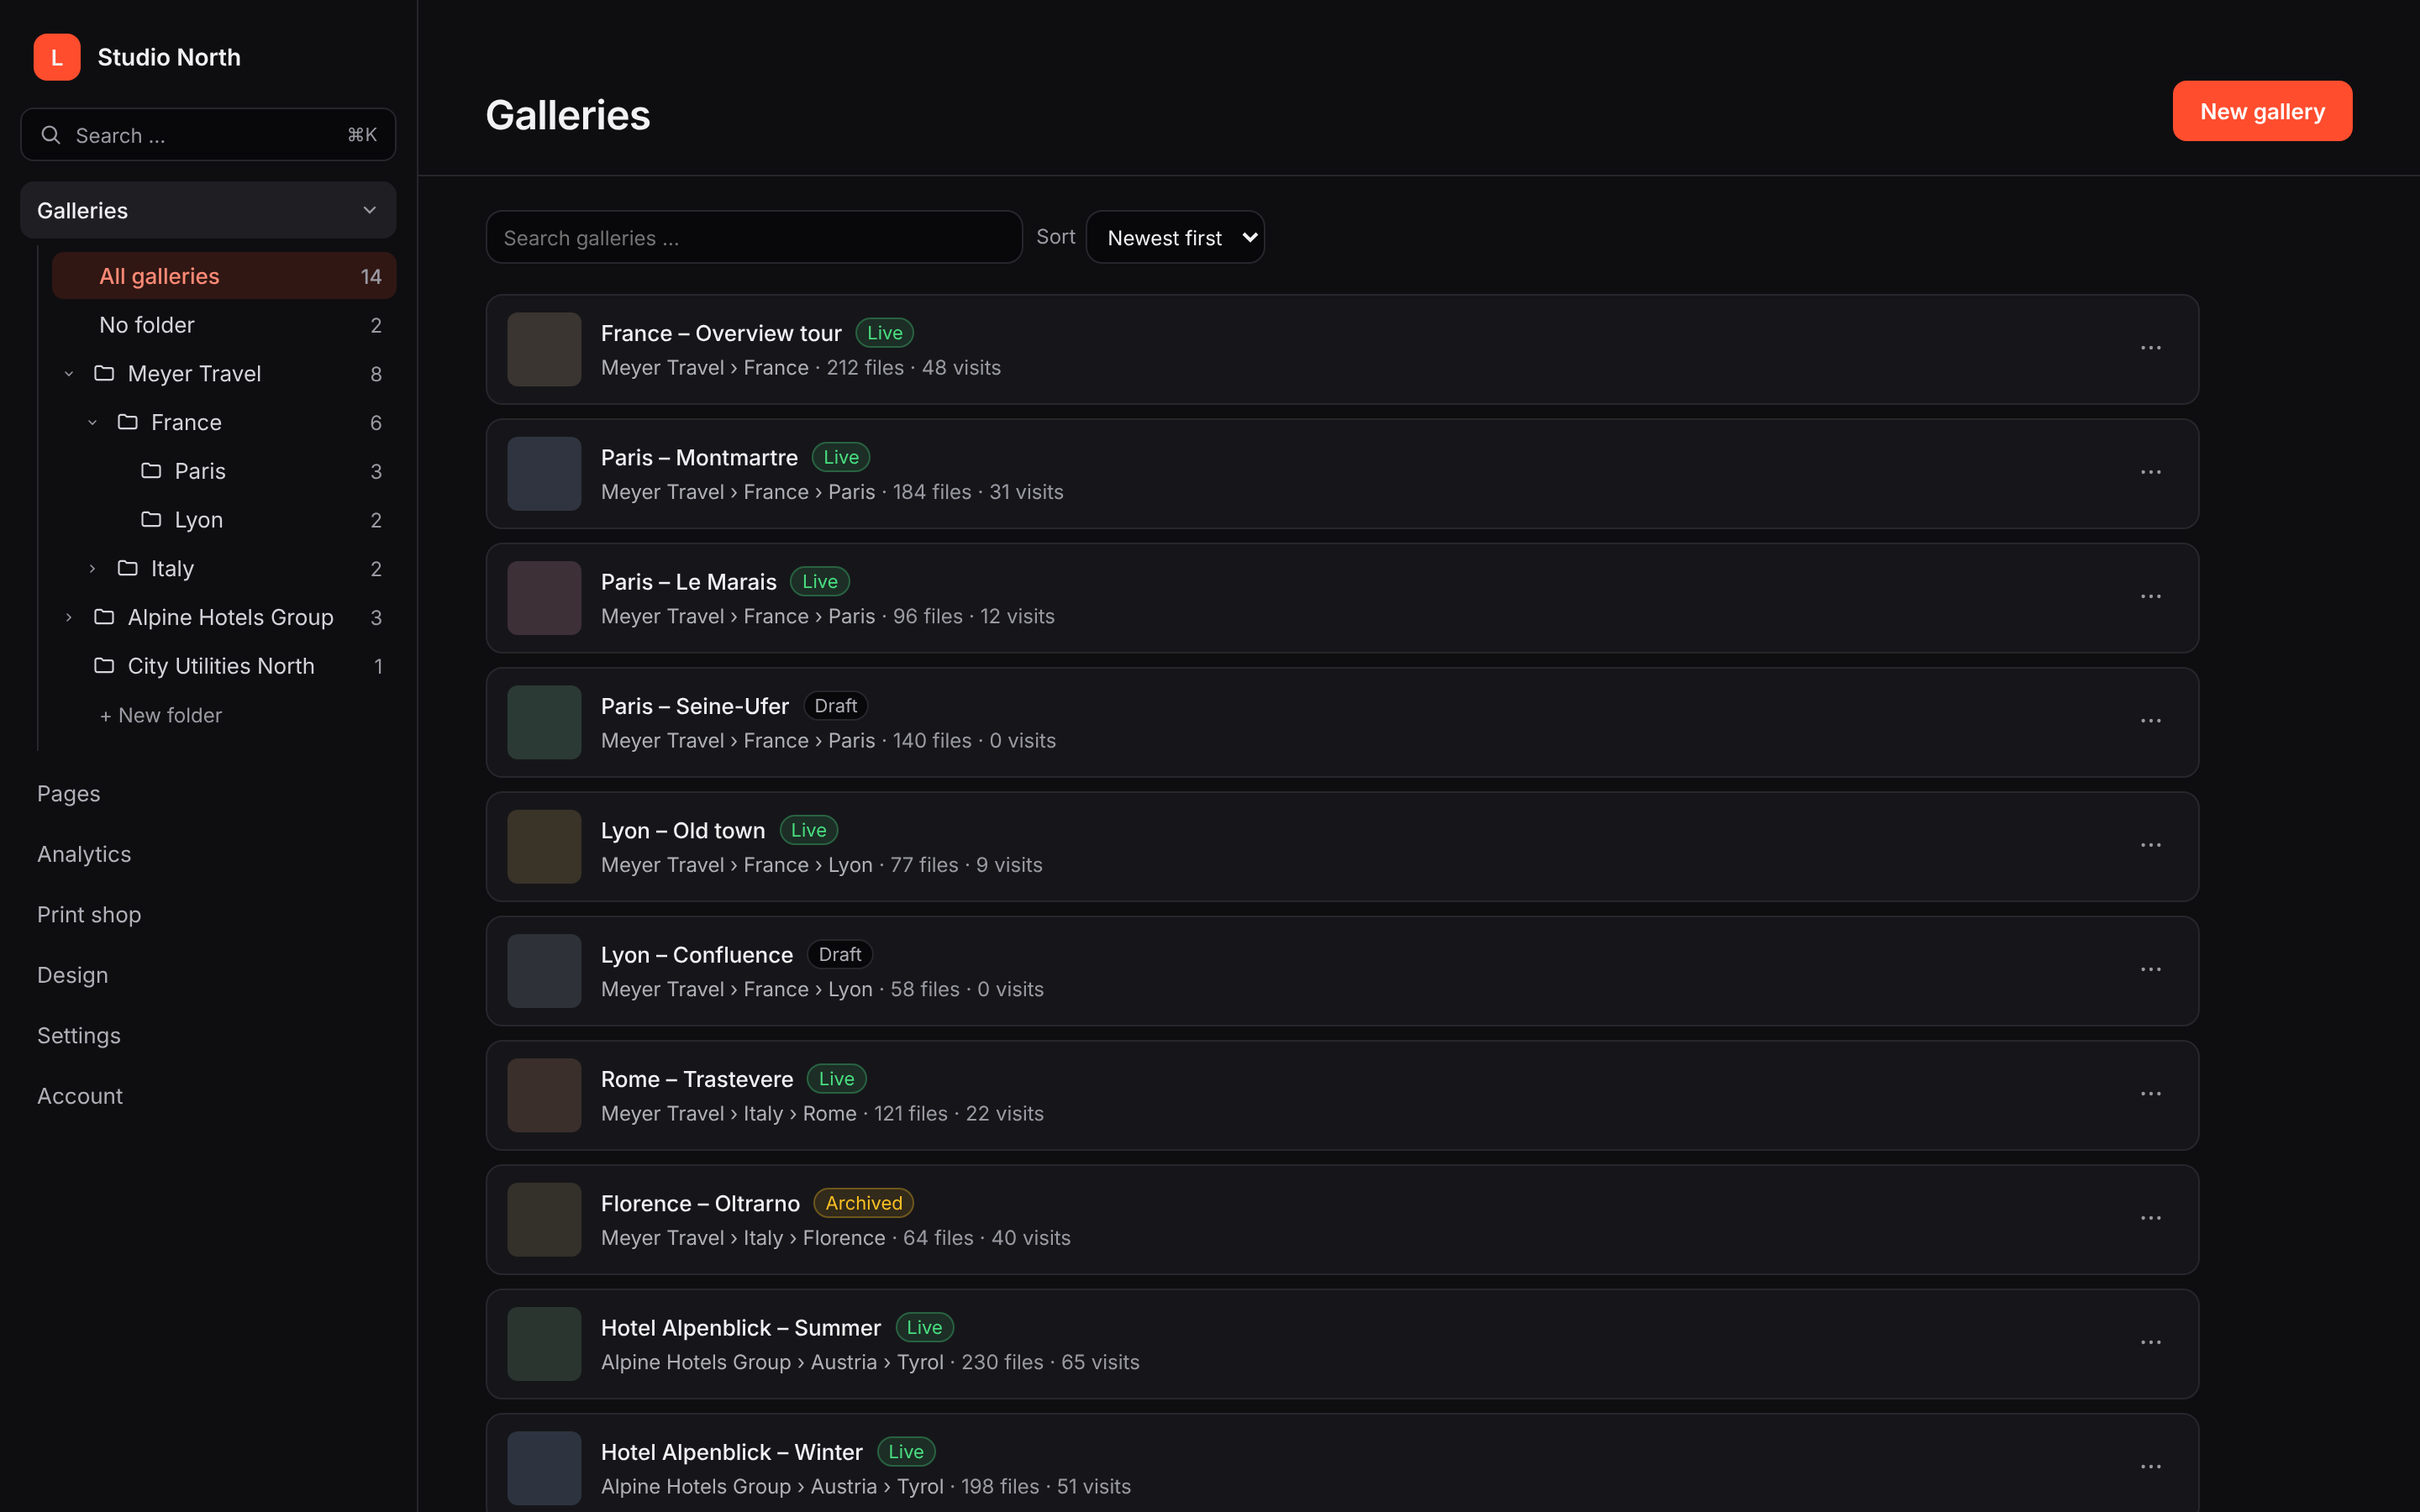 L Studio North
Search ... ⌘K
Galleries
All galleries 14
No folder 2
Meyer Travel 8
France 6
Paris 3
Lyon 2
Italy 2
Alpine Hotels Group 3
City Utilities North 1
+ New folder
Pages
Analytics
Print shop
Design
Settings
Account
Galleries
New gallery
Search galleries ... Sort Newest first
France – Overview tour Live
Meyer Travel › France · 212 files · 48 visits
Paris – Montmartre Live
Meyer Travel › France › Paris · 184 files · 31 visits
Paris – Le Marais Live
Meyer Travel › France › Paris · 96 files · 12 visits
Paris – Seine-Ufer Draft
Meyer Travel › France › Paris · 140 files · 0 visits
Lyon – Old town Live
Meyer Travel › France › Lyon · 77 files · 9 visits
Lyon – Confluence Draft
Meyer Travel › France › Lyon · 58 files · 0 visits
Rome – Trastevere Live
Meyer Travel › Italy › Rome · 121 files · 22 visits
Florence – Oltrarno Archived
Meyer Travel › Italy › Florence · 64 files · 40 visits
Hotel Alpenblick – Summer Live
Alpine Hotels Group › Austria › Tyrol · 230 files · 65 visits
Hotel Alpenblick – Winter Live
Alpine Hotels Group › Austria › Tyrol · 198 files · 51 visits